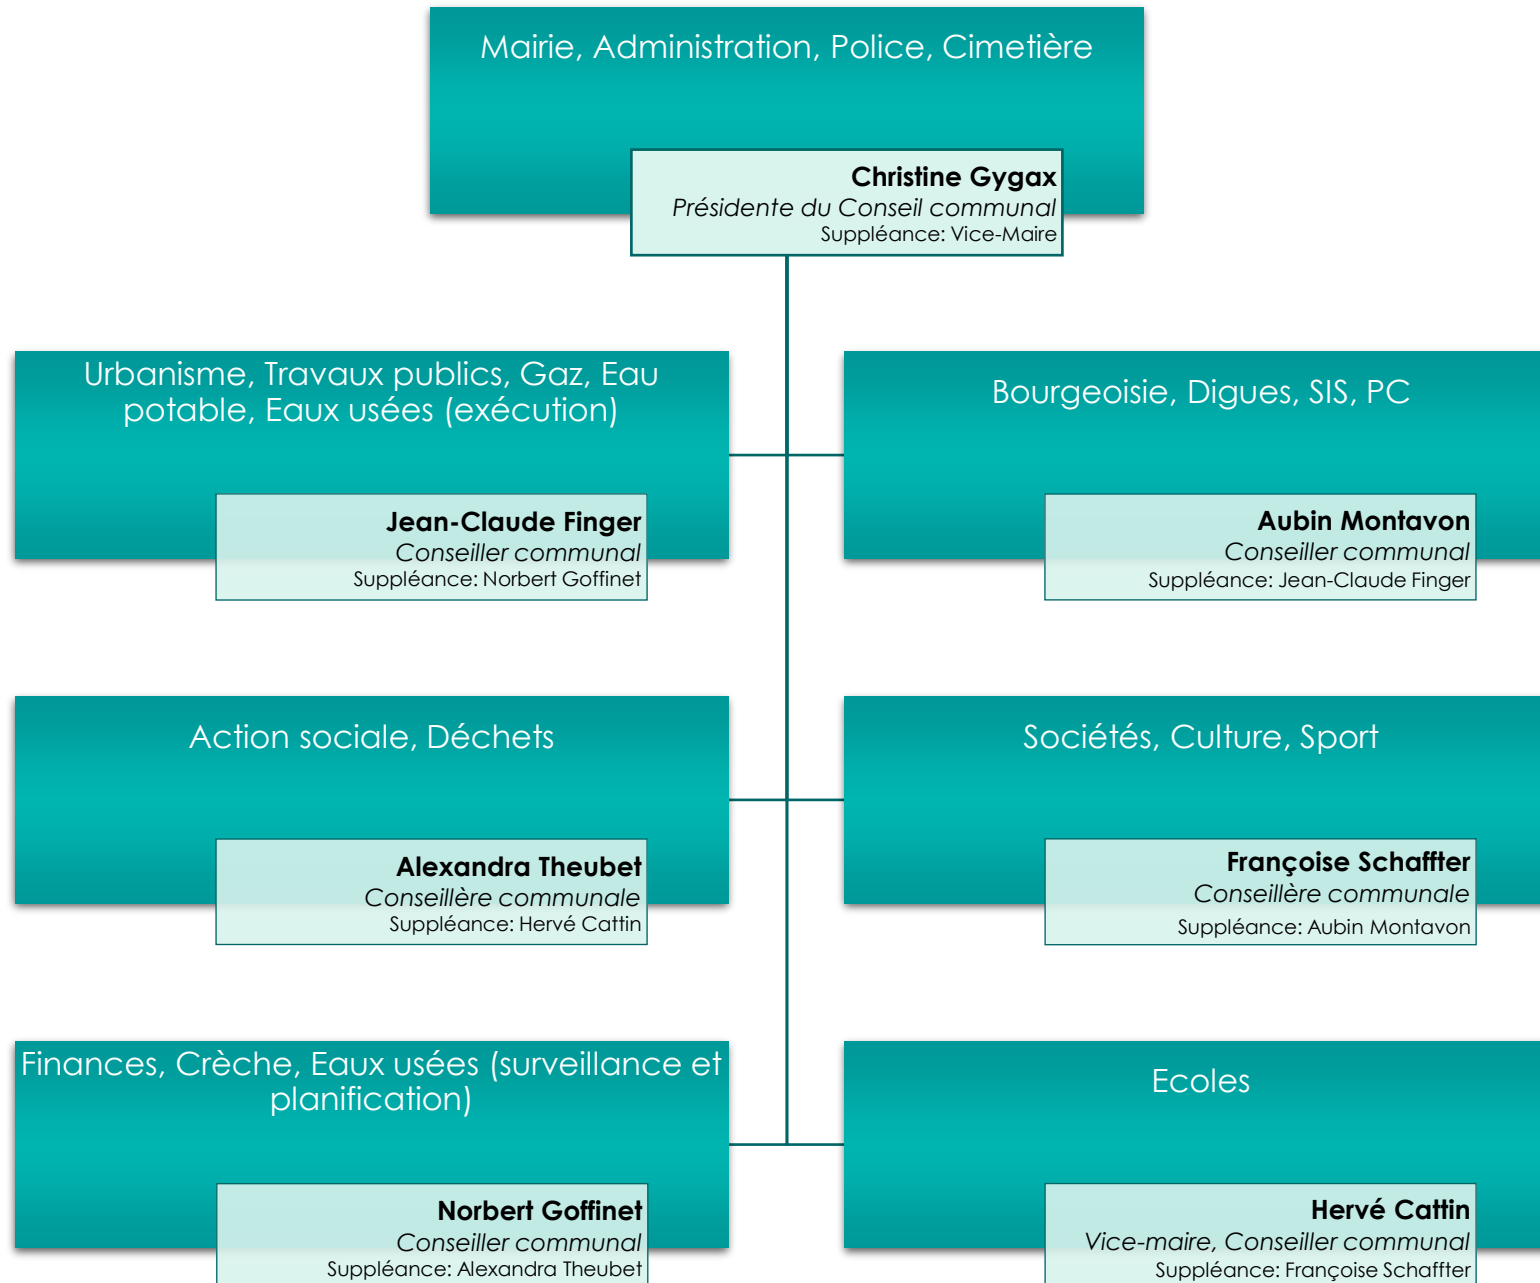 Mairie, Administration, Police, Cimetière
Christine Gygax
Présidente du Conseil communal
Suppléance: Vice-Maire
Urbanisme, Travaux publics, Gaz, Eau
potable, Eaux usées (exécution)
Jean-Claude Finger
Conseiller communal
Suppléance: Norbert Goffinet
Bourgeoisie, Digues, SIS, PC
Aubin Montavon
Conseiller communal
Suppléance: Jean-Claude Finger
Action sociale, Déchets
Alexandra Theubet
Conseillère communale
Suppléance: Hervé Cattin
Sociétés, Culture, Sport
Françoise Schaffter
Conseillère communale
Suppléance: Aubin Montavon
Finances, Crèche, Eaux usées (surveillance et
planification)
Norbert Goffinet
Conseiller communal
Suppléance: Alexandra Theubet
Ecoles
Hervé Cattin
Vice-maire, Conseiller communal
Suppléance: Françoise Schaffter